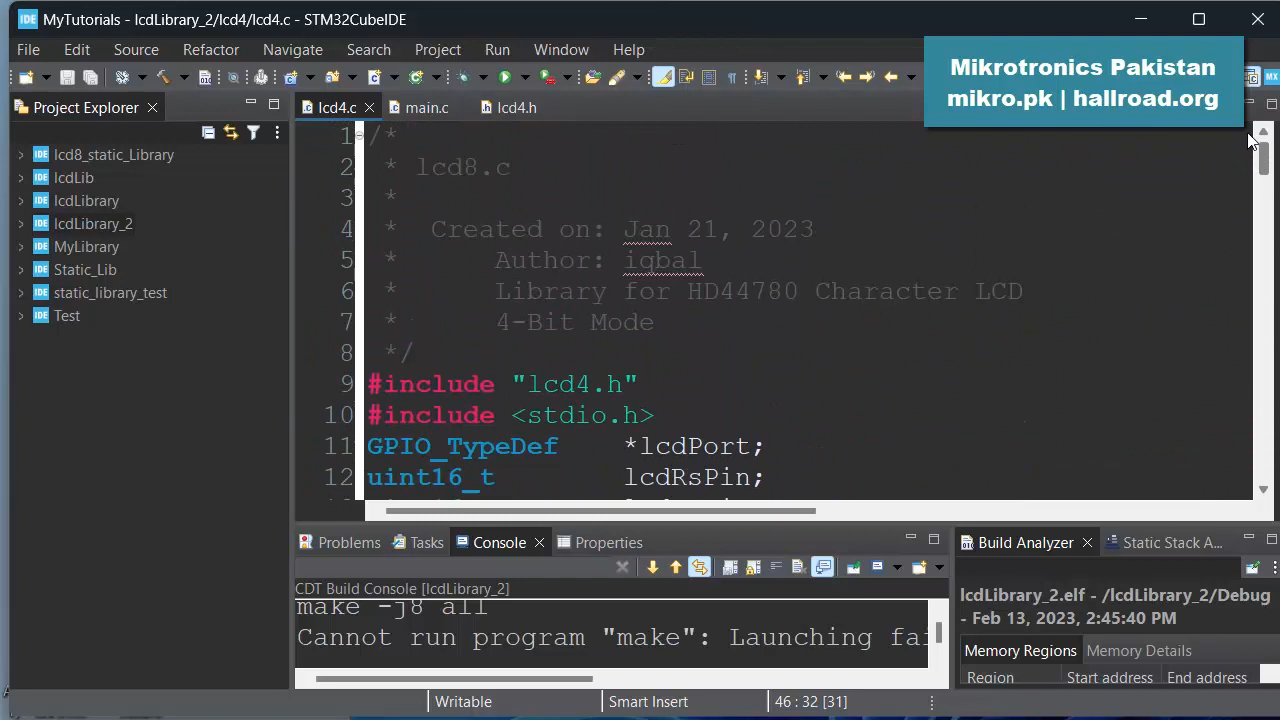 MyTutorials - lcdLibrary_2/lcd4/lcd4.c - STM32CubeIDE
File Edit Source Refactor Navigate Search Project Run Window Help
Mikrotronics Pakistan
mikro.pk | hallroad.org
Project Explorer
lcd8_static_Library
lcdLib
lcdLibrary
lcdLibrary_2
MyLibrary
Static_Lib
static_library_test
Test
lcd4.c main.c lcd4.h
1 /*
2 * lcd8.c
3 *
4 * Created on: Jan 21, 2023
5 * Author: iqbal
6 * Library for HD44780 Character LCD
7 * 4-Bit Mode
8 */
9 #include "lcd4.h"
10 #include <stdio.h>
11 GPIO_TypeDef *lcdPort;
12 uint16_t lcdRsPin;
Problems Tasks Console Properties
CDT Build Console [lcdLibrary_2]
make -j8 all
Cannot run program "make": Launching fai
Build Analyzer Static Stack A...
lcdLibrary_2.elf - /lcdLibrary_2/Debug
- Feb 13, 2023, 2:45:40 PM
Memory Regions Memory Details
Region Start address End address
Writable Smart Insert 46 : 32 [31]